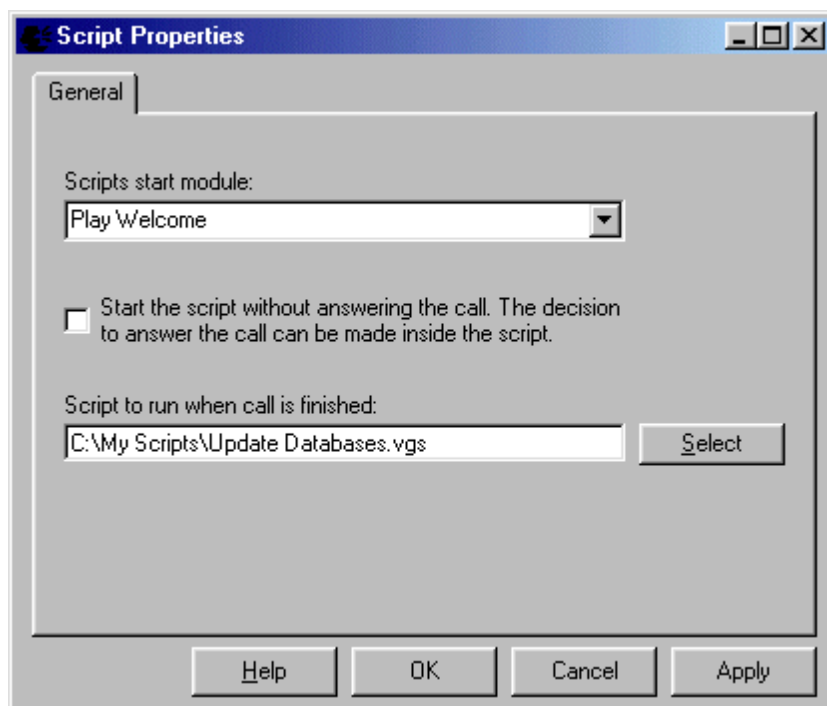 Script Properties
General
Scripts start module:
Play Welcome
Start the script without answering the call. The decision
to answer the call can be made inside the script.
Script to run when call is finished:
C:\My Scripts\Update Databases.vgs
Select
Help
OK
Cancel
Apply